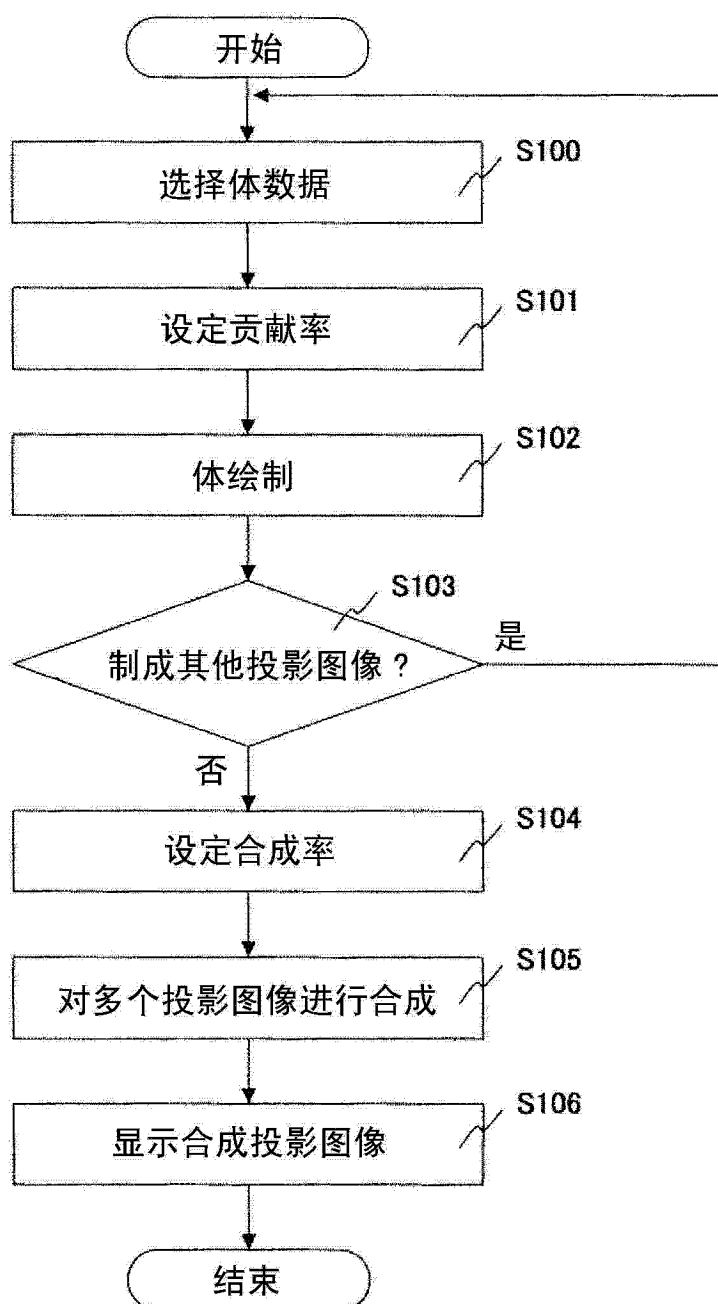 开始
选择体数据
S100
设定贡献率
S101
体绘制
S102
S103
制成其他投影图像?
是
否
设定合成率
S104
对多个投影图像进行合成
S105
显示合成投影图像
S106
结束